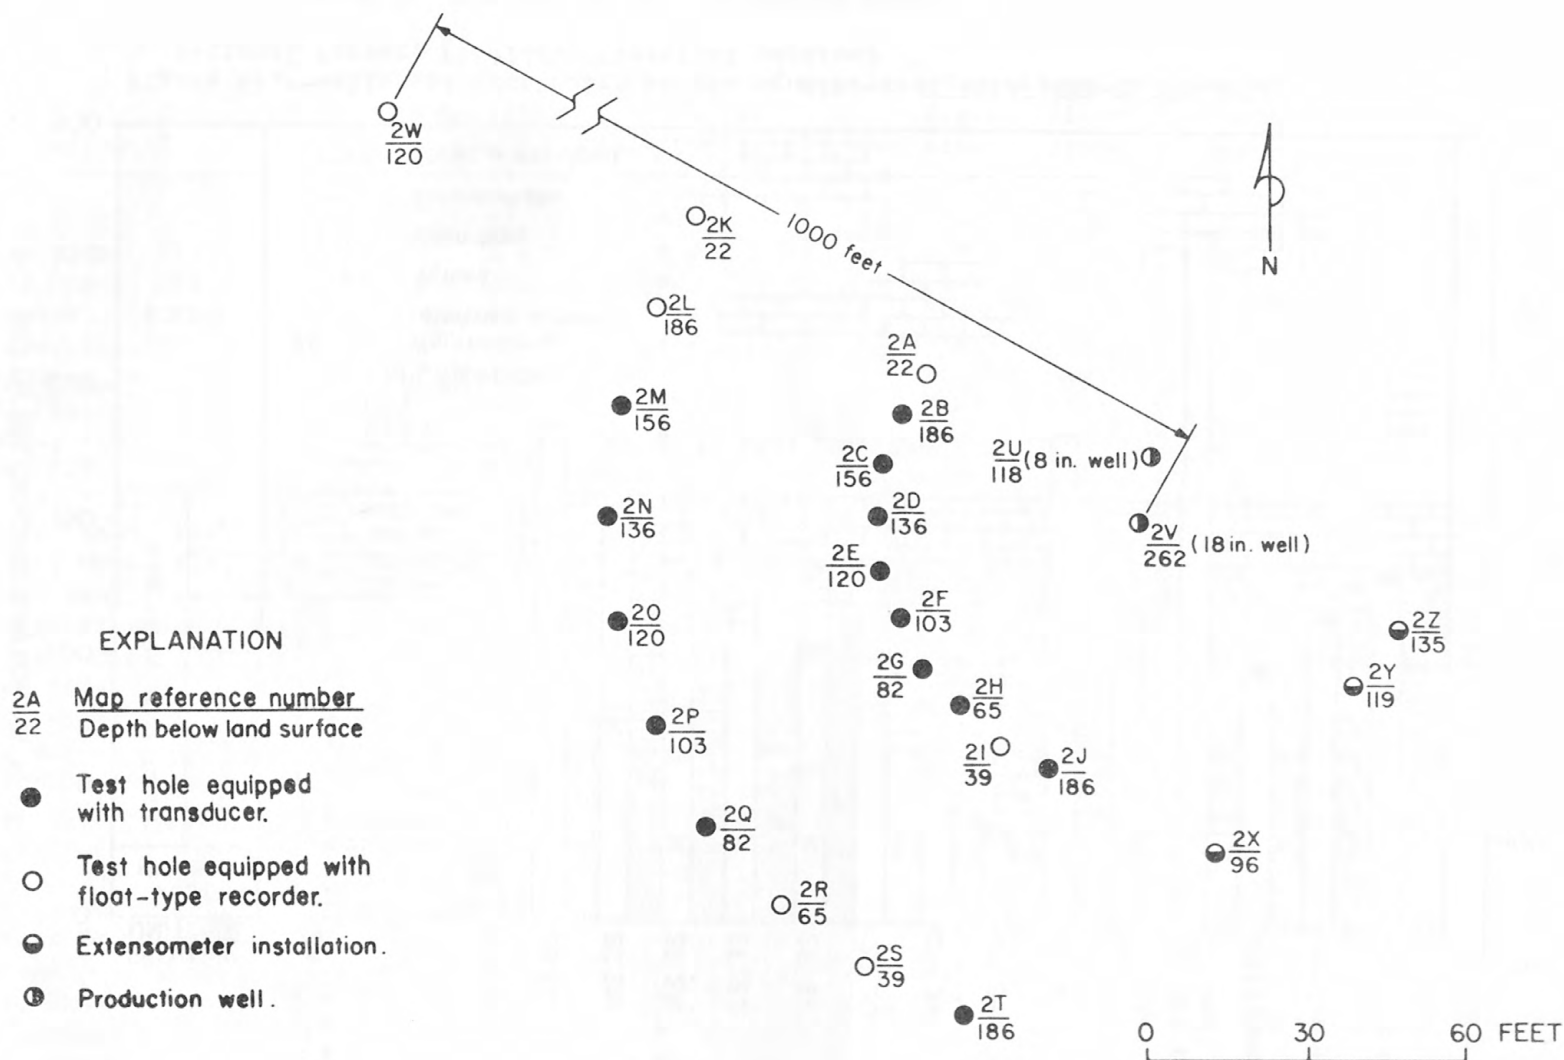 2W
120
2K
22
1000 feet
N
2L
186
2A
22
2M
156
2B
186
2C
156
2U
118 (8 in. well)
2N
136
2D
136
2V
262 (18 in. well)
2E
120
2O
120
2F
103
2Z
135
2G
82
2Y
119
2H
65
2P
103
2I
39
2J
186
2Q
82
2X
96
2R
65
2S
39
2T
186
EXPLANATION
2A Map reference number
22 Depth below land surface
Test hole equipped
with transducer.
Test hole equipped with
float-type recorder.
Extensometer installation.
Production well.
0 30 60 FEET